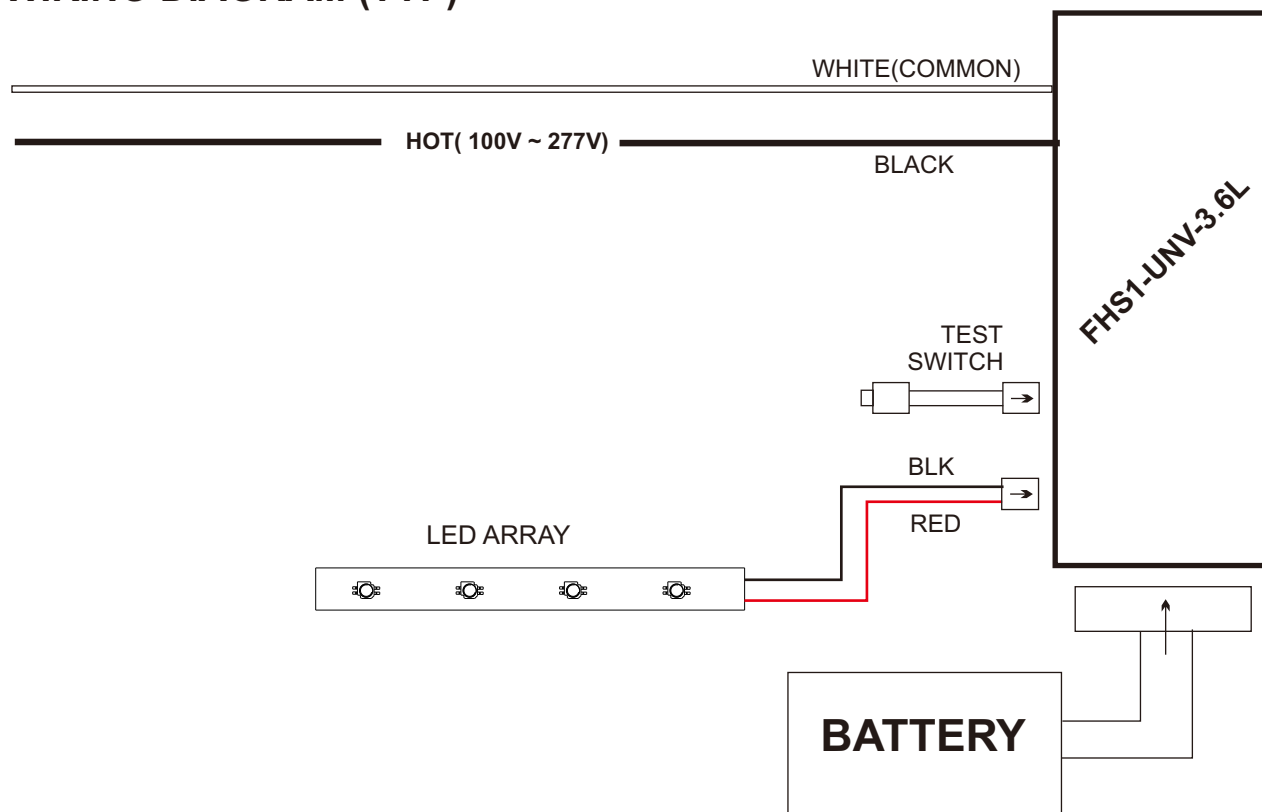 WHITE(COMMON)
HOT( 100V ~ 277V)
BLACK
FHS1-UNV-3.6L
TEST
SWITCH
BLK
RED
LED ARRAY
BATTERY